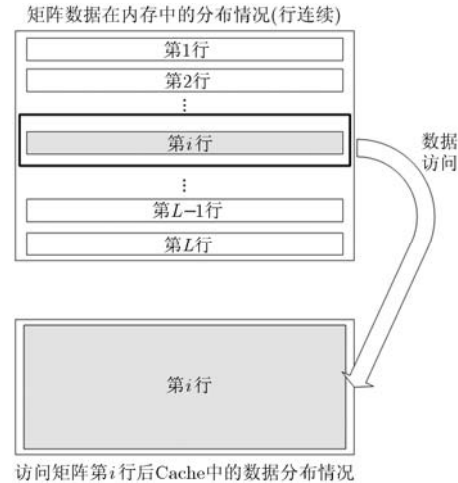 矩阵数据在内存中的分布情况(行连续)
第1行
第2行
⋮
第i行
数据
访问
⋮
第L−1行
第L行
第i行
访问矩阵第i行后Cache中的数据分布情况